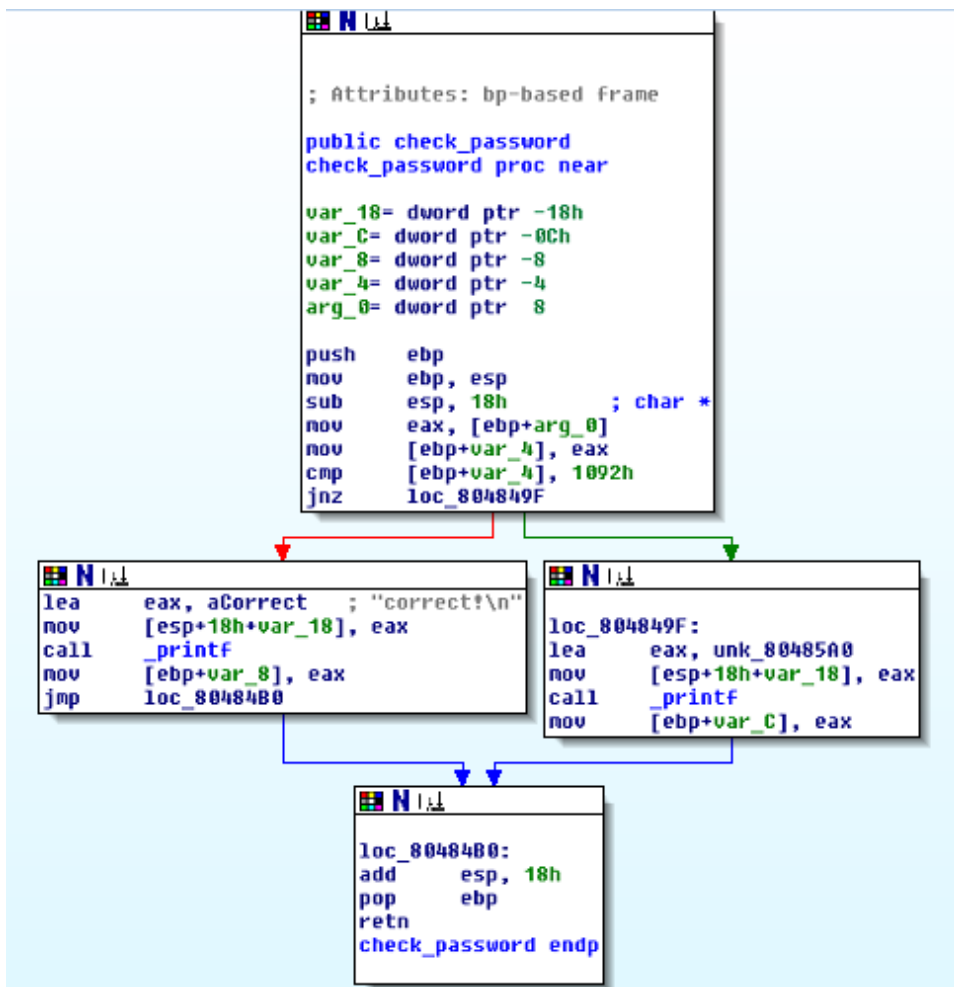 ; Attributes: bp-based frame
public check_password
check_password proc near
var_18= dword ptr -18h
var_C= dword ptr -0Ch
var_8= dword ptr -8
var_4= dword ptr -4
arg_0= dword ptr  8
push    ebp
mov     ebp, esp
sub     esp, 18h        ; char *
mov     eax, [ebp+arg_0]
mov     [ebp+var_4], eax
cmp     [ebp+var_4], 1092h
jnz     loc_804849F
lea     eax, aCorrect   ; "correct!\n"
mov     [esp+18h+var_18], eax
call    _printf
mov     [ebp+var_8], eax
jmp     loc_80484B0
loc_804849F:
lea     eax, unk_80485A0
mov     [esp+18h+var_18], eax
call    _printf
mov     [ebp+var_C], eax
loc_80484B0:
add     esp, 18h
pop     ebp
retn
check_password endp